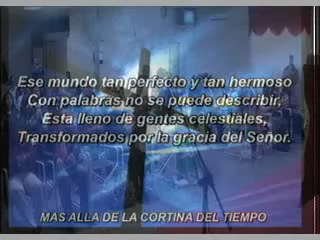 Ese mundo tan perfecto y tan hermoso
Con palabras no se puede describir,
Esta lleno de gentes celestiales,
Transformados por la gracia del Señor.
MAS ALLA DE LA CORTINA DEL TIEMPO